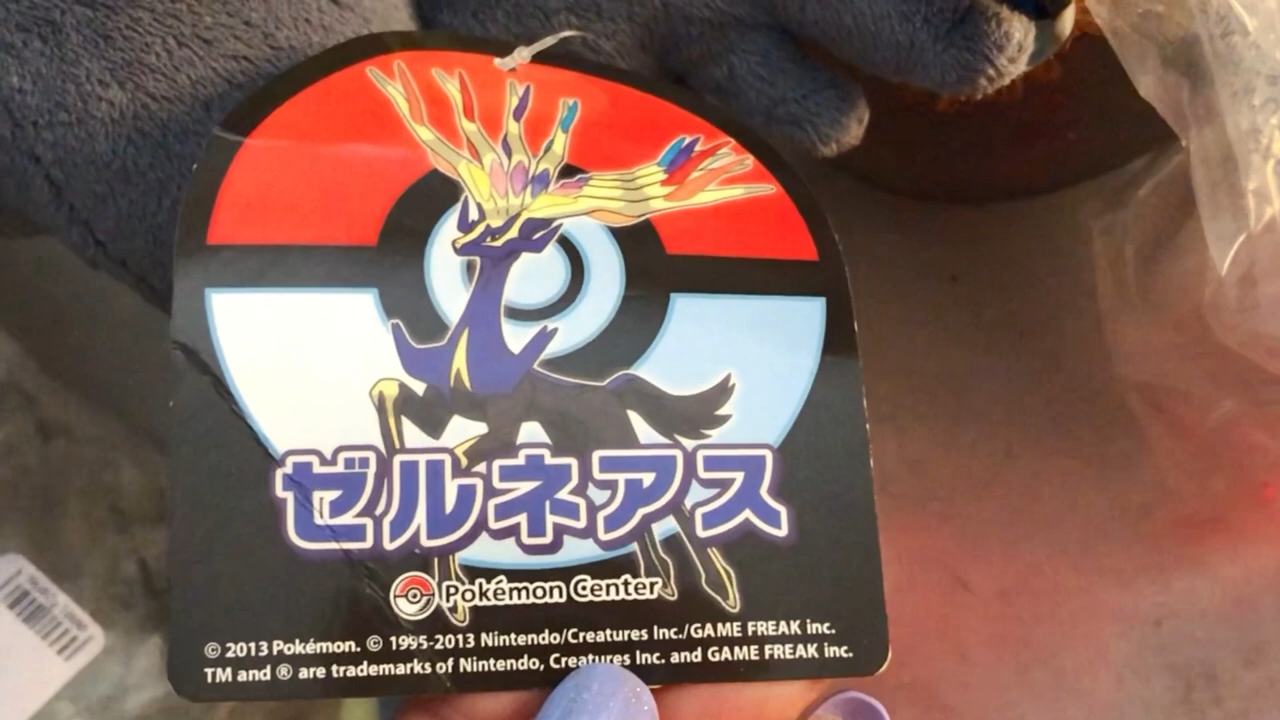 ゼルネアス
Pokémon Center
© 2013 Pokémon. © 1995-2013 Nintendo/Creatures Inc./GAME FREAK inc.
TM and ® are trademarks of Nintendo, Creatures Inc. and GAME FREAK inc.